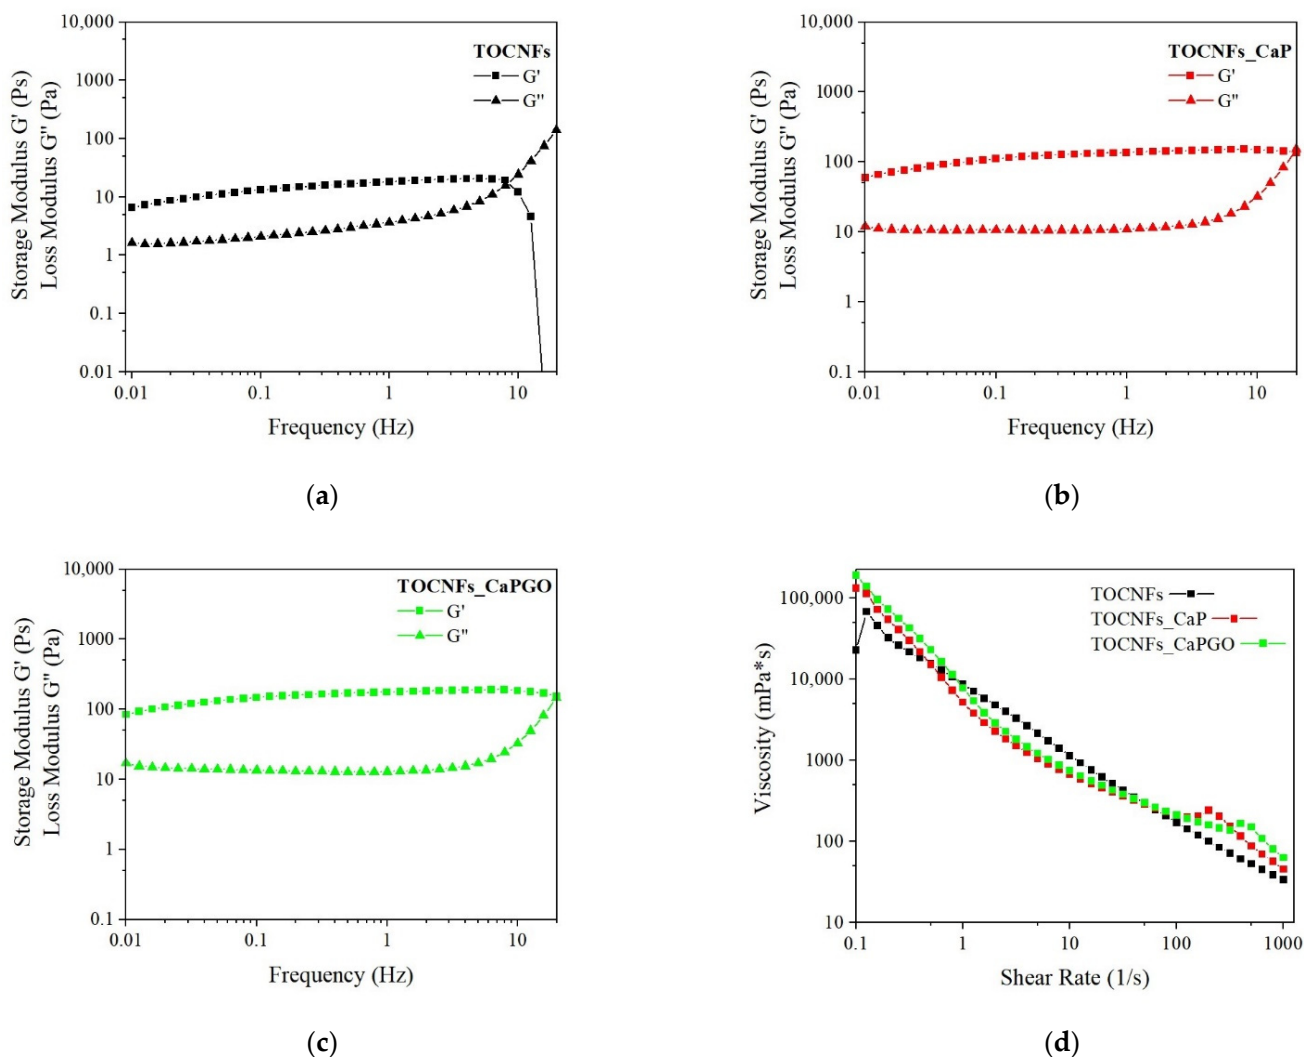 10,000
1000
100
10
1
0.1
0.01
Storage Modulus G' (Ps)
Loss Modulus G'' (Pa)
TOCNFs
G'
G''
0.01 0.1 1 10
Frequency (Hz)
(a)
10,000
1000
100
10
1
0.1
Storage Modulus G' (Ps)
Loss Modulus G'' (Pa)
TOCNFs_CaP
G'
G''
0.01 0.1 1 10
Frequency (Hz)
(b)
10,000
1000
100
10
1
0.1
Storage Modulus G' (Ps)
Loss Modulus G'' (Pa)
TOCNFs_CaPGO
G'
G''
0.01 0.1 1 10
Frequency (Hz)
(c)
100,000
10,000
1000
100
10
Viscosity (mPa*s)
TOCNFs
TOCNFs_CaP
TOCNFs_CaPGO
0.1 1 10 100 1000
Shear Rate (1/s)
(d)